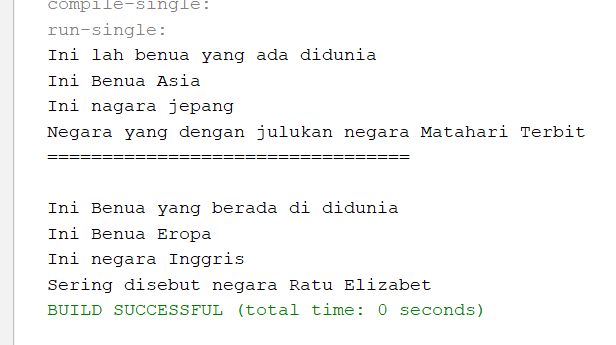 compile-single:
run-single:
Ini lah benua yang ada didunia
Ini Benua Asia
Ini nagara jepang
Negara yang dengan julukan negara Matahari Terbit
=================================
Ini Benua yang berada di didunia
Ini Benua Eropa
Ini negara Inggris
Sering disebut negara Ratu Elizabet
BUILD SUCCESSFUL (total time: 0 seconds)